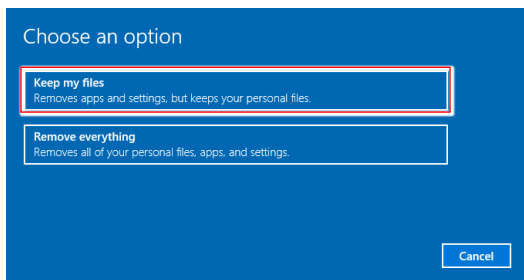 Choose an option
Keep my files
Removes apps and settings, but keeps your personal files.
Remove everything
Removes all of your personal files, apps, and settings.
Cancel